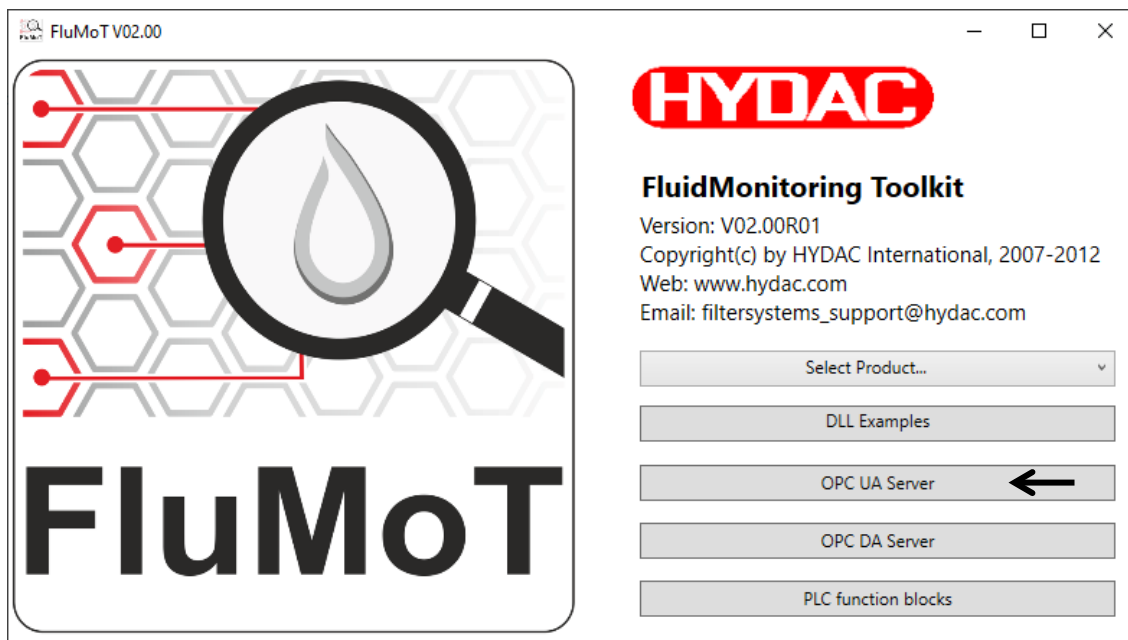 FluMoT V02.00
HYDAC
FluidMonitoring Toolkit
Version: V02.00R01
Copyright(c) by HYDAC International, 2007-2012
Web: www.hydac.com
Email: filtersystems_support@hydac.com
Select Product...
DLL Examples
OPC UA Server
OPC DA Server
PLC function blocks
FluMoT